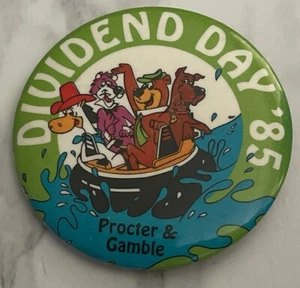 DIVIDEND DAY '85
Procter &
Gamble